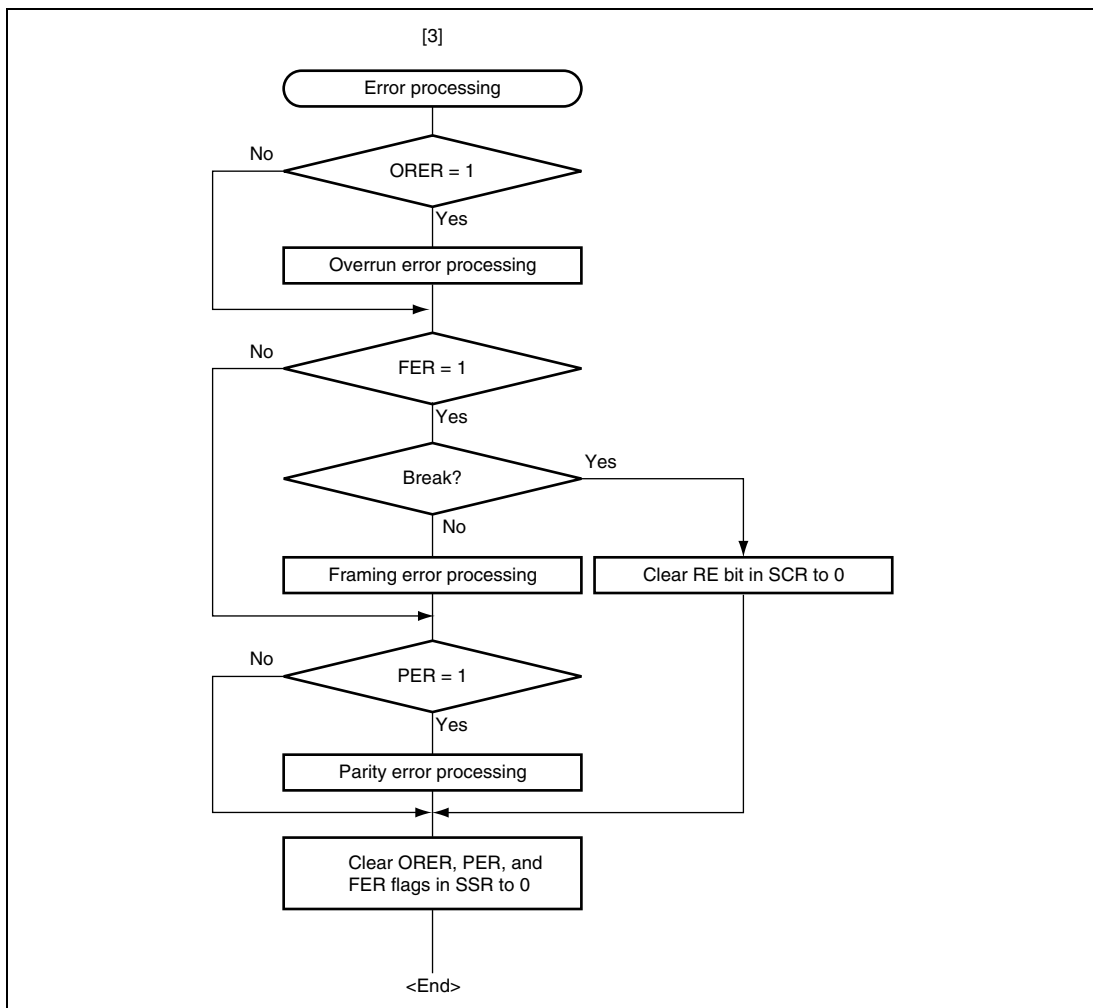 [3]
Error processing
No
ORER = 1
Yes
Overrun error processing
No
FER = 1
Yes
Break?
Yes
No
Framing error processing
Clear RE bit in SCR to 0
No
PER = 1
Yes
Parity error processing
Clear ORER, PER, and
FER flags in SSR to 0
<End>